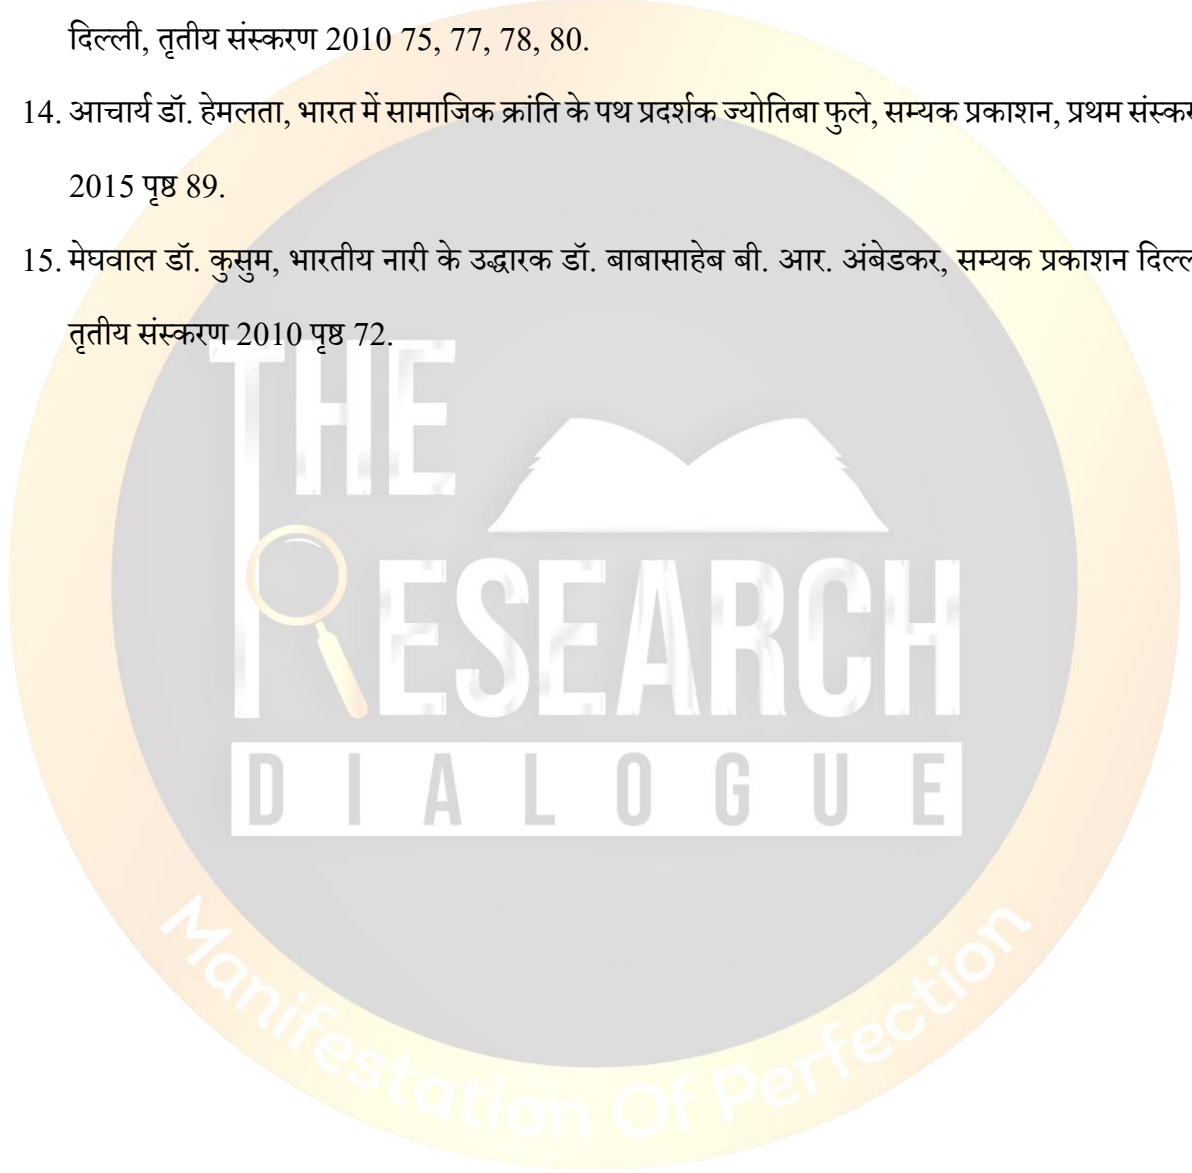 दिल्ली, तृतीय संस्करण 2010 75, 77, 78, 80.
14. आचार्य डॉ. हेमलता, भारत में सामाजिक क्रांति के पथ प्रदर्शक ज्योतिबा फुले, सम्यक प्रकाशन, प्रथम
2015 पृष्ठ 89.
15. मेघवाल डॉ. कुसुम, भारतीय नारी के उद्धारक डॉ. बाबासाहेब बी. आर. अंबेडकर, सम्यक प्रकाशन
तृतीय संस्करण 2010 पृष्ठ 72.
THE
RESEARCH
DIALOGUE
Manifestation Of Perfection